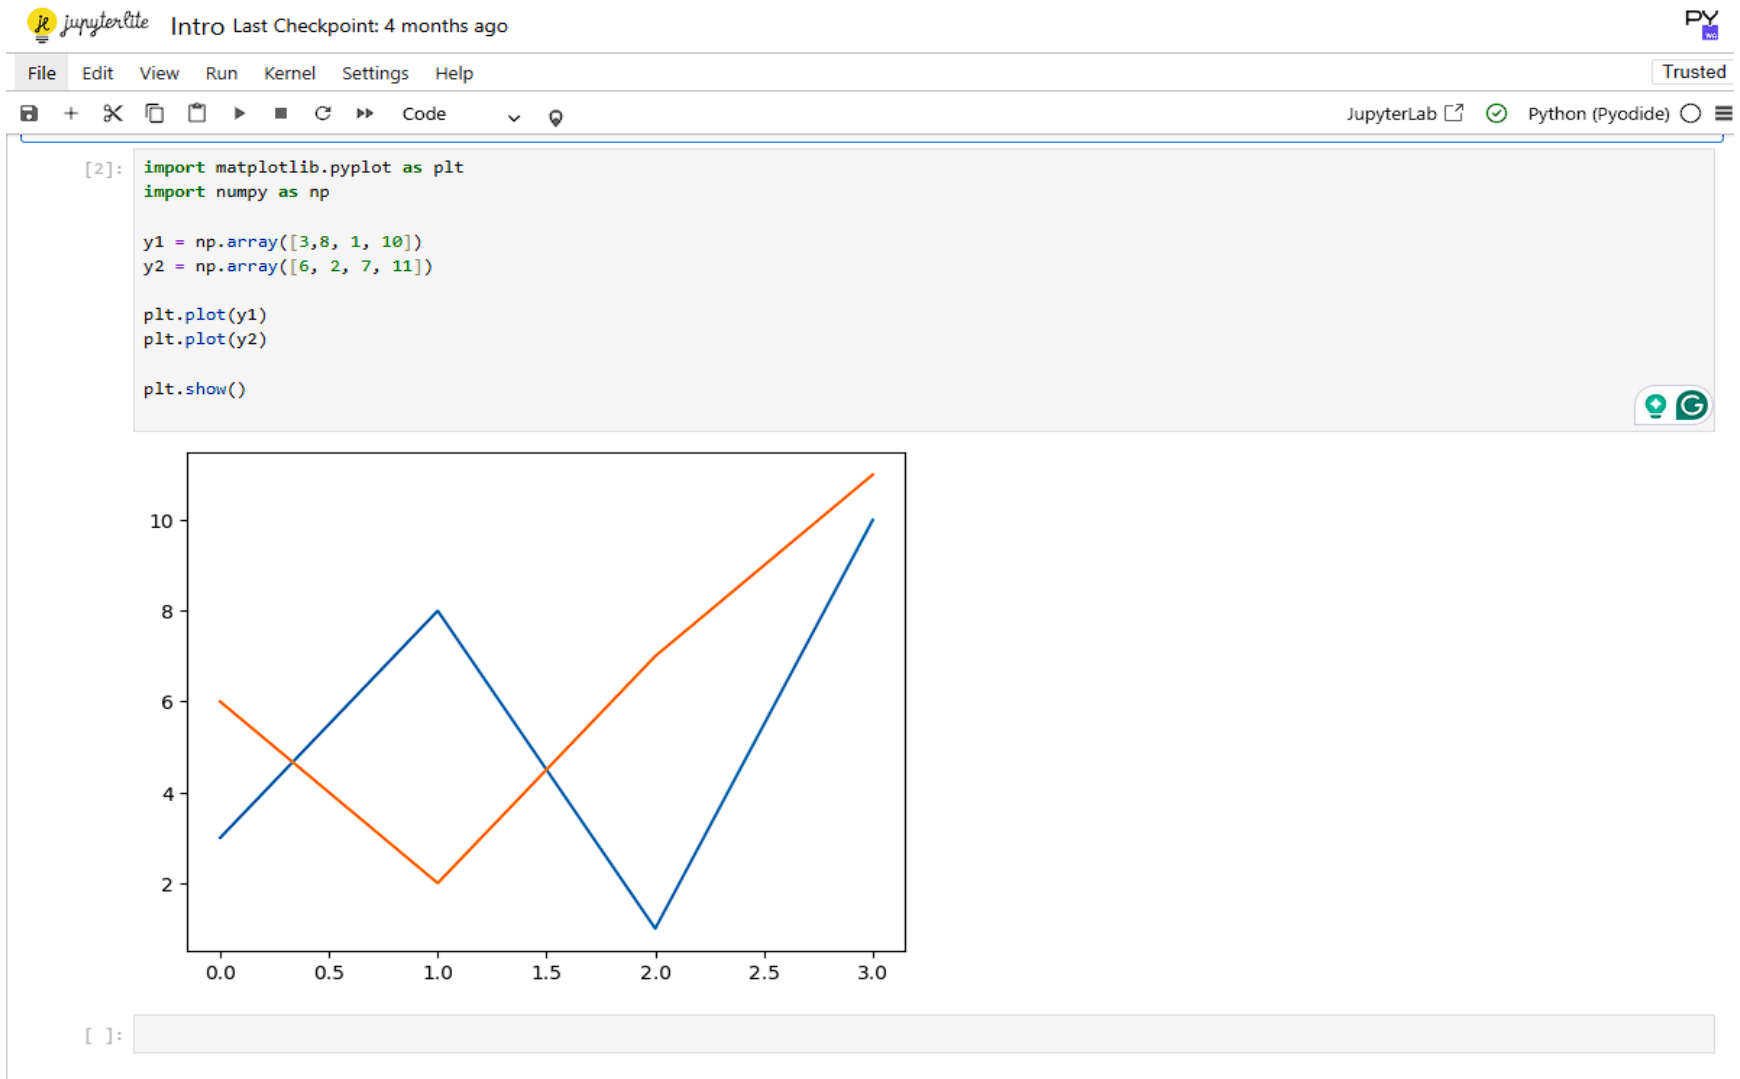 jupyterlite Intro Last Checkpoint: 4 months ago
PY
wa
File Edit View Run Kernel Settings Help Trusted
Code JupyterLab Python (Pyodide)
[2]:
import matplotlib.pyplot as plt
import numpy as np
y1 = np.array([3,8, 1, 10])
y2 = np.array([6, 2, 7, 11])
plt.plot(y1)
plt.plot(y2)
plt.show()
G
10
8
6
4
2
0.0 0.5 1.0 1.5 2.0 2.5 3.0
[ ]: